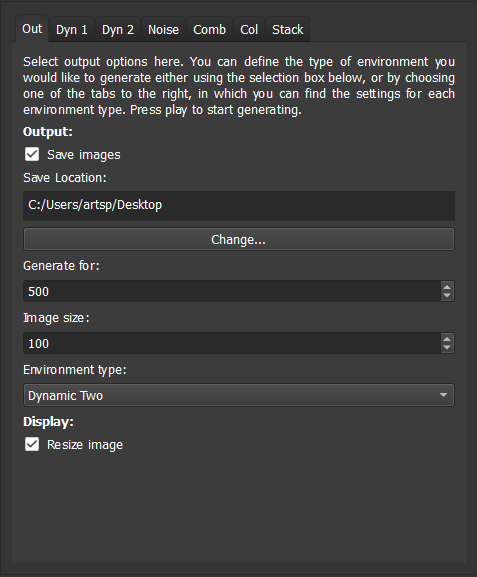 Out Dyn 1 Dyn 2 Noise Comb Col Stack
Select output options here. You can define the type of environment you
would like to generate either using the selection box below, or by choosing
one of the tabs to the right, in which you can find the settings for each
environment type. Press play to start generating.
Output:
Save images
Save Location:
C:/Users/artsp/Desktop
Change...
Generate for:
500
Image size:
100
Environment type:
Dynamic Two
Display:
Resize image